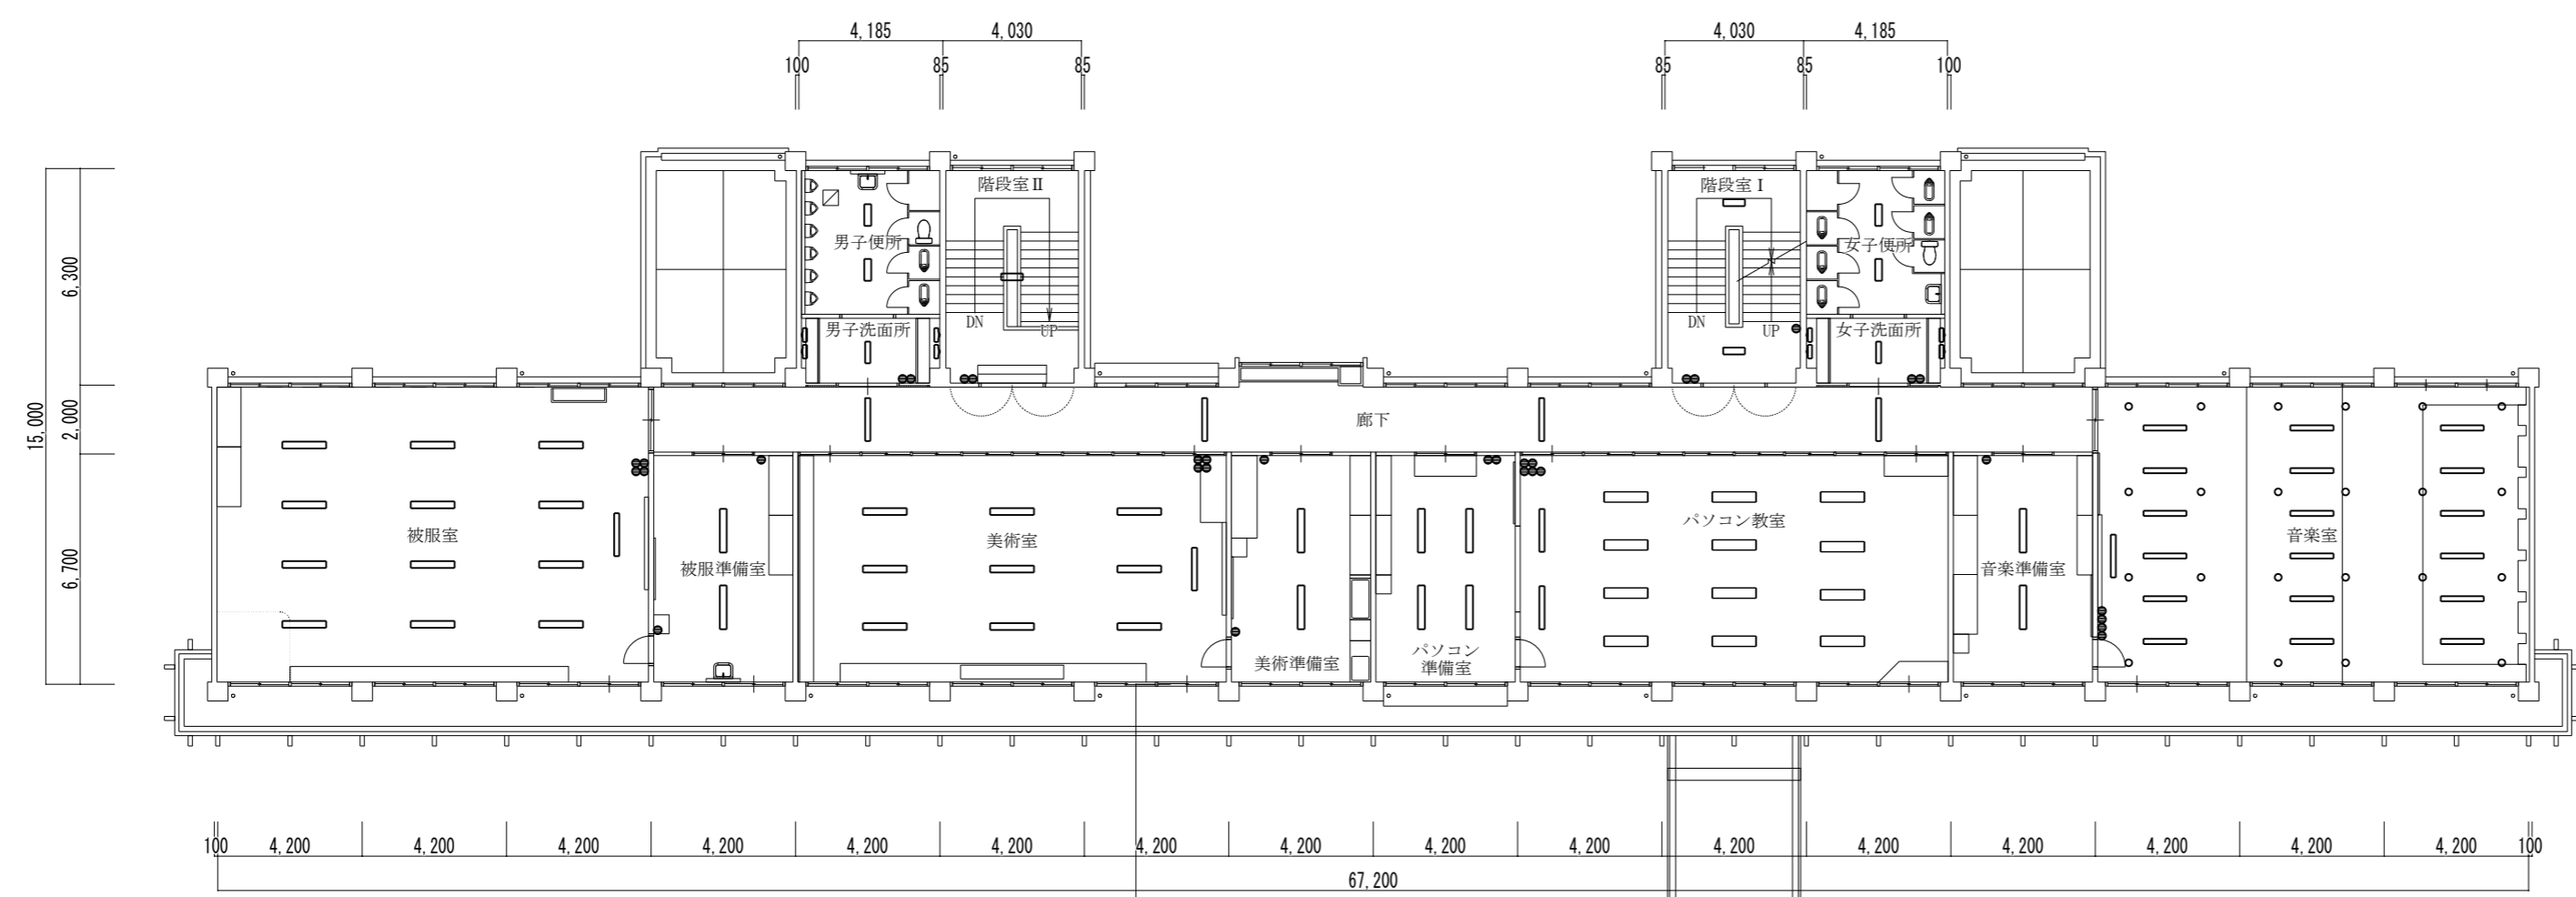 4,185 4,030 4,030 4,185
100 85 85 85 85 100
階段室Ⅱ 階段室Ⅰ
男子便所 女子便所
6,300
DN UP DN UP
男子洗面所 女子洗面所
15,000
2,000
廊下
6,700
被服室
美術室
パソコン教室
音楽室
被服準備室
音楽準備室
美術準備室
パソコン
準備室
100 4,200 4,200 4,200 4,200 4,200 4,200 4,200 4,200 4,200 4,200 4,200 4,200 4,200 4,200 4,200 4,200 100
67,200